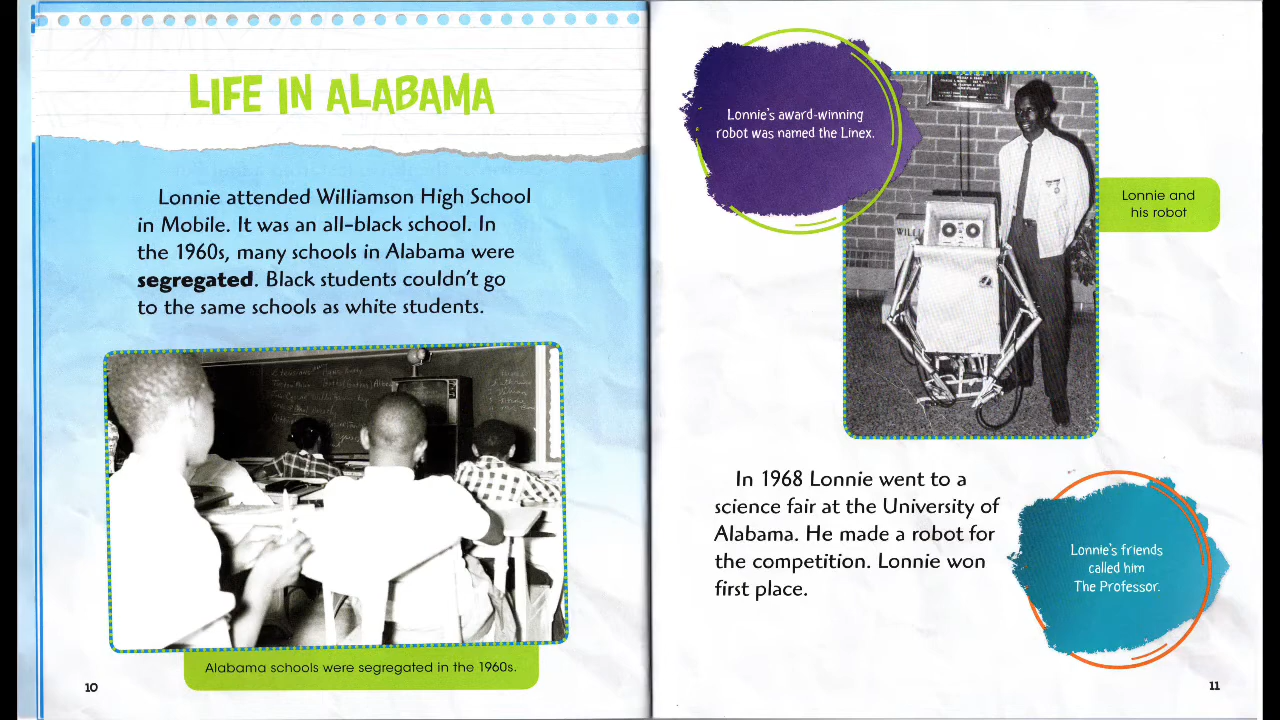 LIFE IN ALABAMA
Lonnie attended Williamson High School
in Mobile. It was an all-black school. In
the 1960s, many schools in Alabama were
segregated. Black students couldn't go
to the same schools as white students.
Alabama schools were segregated in the 1960s.
10
Lonnie's award-winning
robot was named the Linex.
Lonnie and
his robot
WILLI
In 1968 Lonnie went to a
science fair at the University of
Alabama. He made a robot for
the competition. Lonnie won
first place.
Lonnie's friends
called him
The Professor.
11